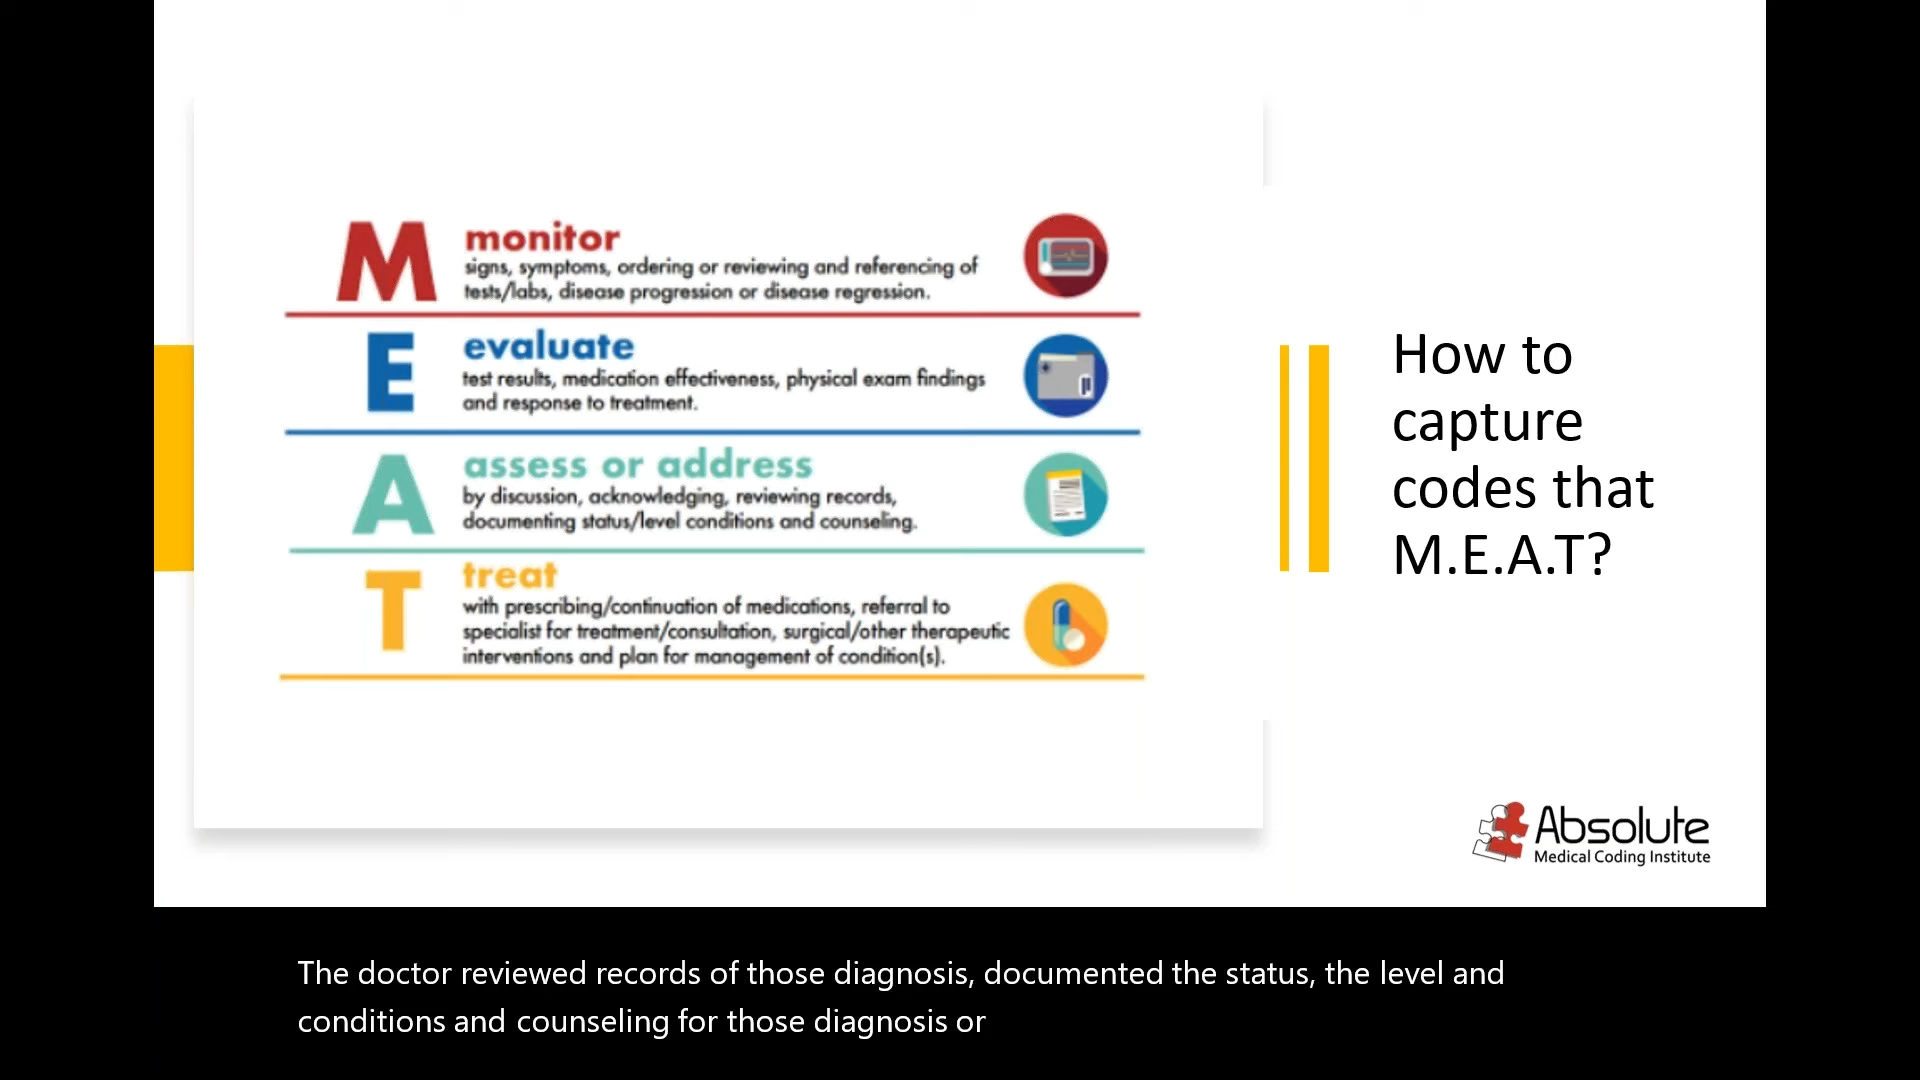 M
monitor
signs, symptoms, ordering or reviewing and referencing of
tests/labs, disease progression or disease regression.
E
evaluate
test results, medication effectiveness, physical exam findings
and response to treatment.
A
assess or address
by discussion, acknowledging, reviewing records,
documenting status/level conditions and counseling.
T
treat
with prescribing/continuation of medications, referral to
specialist for treatment/consultation, surgical/other therapeutic
interventions and plan for management of condition(s).
How to
capture
codes that
M.E.A.T?
Absolute
Medical Coding Institute
The doctor reviewed records of those diagnosis, documented the status, the level and
conditions and counseling for those diagnosis or